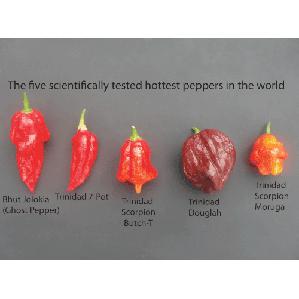 The five scientifically tested hottest peppers in the world
Bhut Jolokia
(Ghost Pepper)
Trinidad 7 Pot
Trinidad
Scorpion
Butch-T
Trinidad
Douglah
Trinidad
Scorpion
Moruga